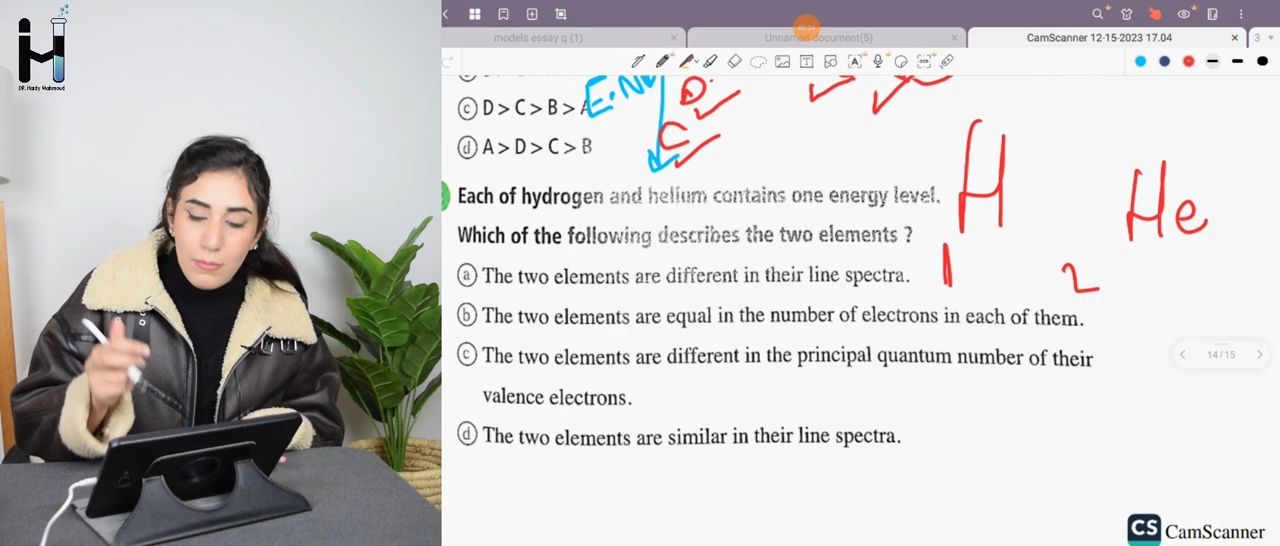 DR. Haidy Mahmoud
models essay q (1)
Unnamed document(5)
CamScanner 12-15-2023 17.04
3
c D > C > B > A
E.N
D.
C
d A > D > C > B
Each of hydrogen and helium contains one energy level.
Which of the following describes the two elements ?
a The two elements are different in their line spectra.
b The two elements are equal in the number of electrons in each of them.
c The two elements are different in the principal quantum number of their
valence electrons.
d The two elements are similar in their line spectra.
H
He
1
2
14/15
CS CamScanner